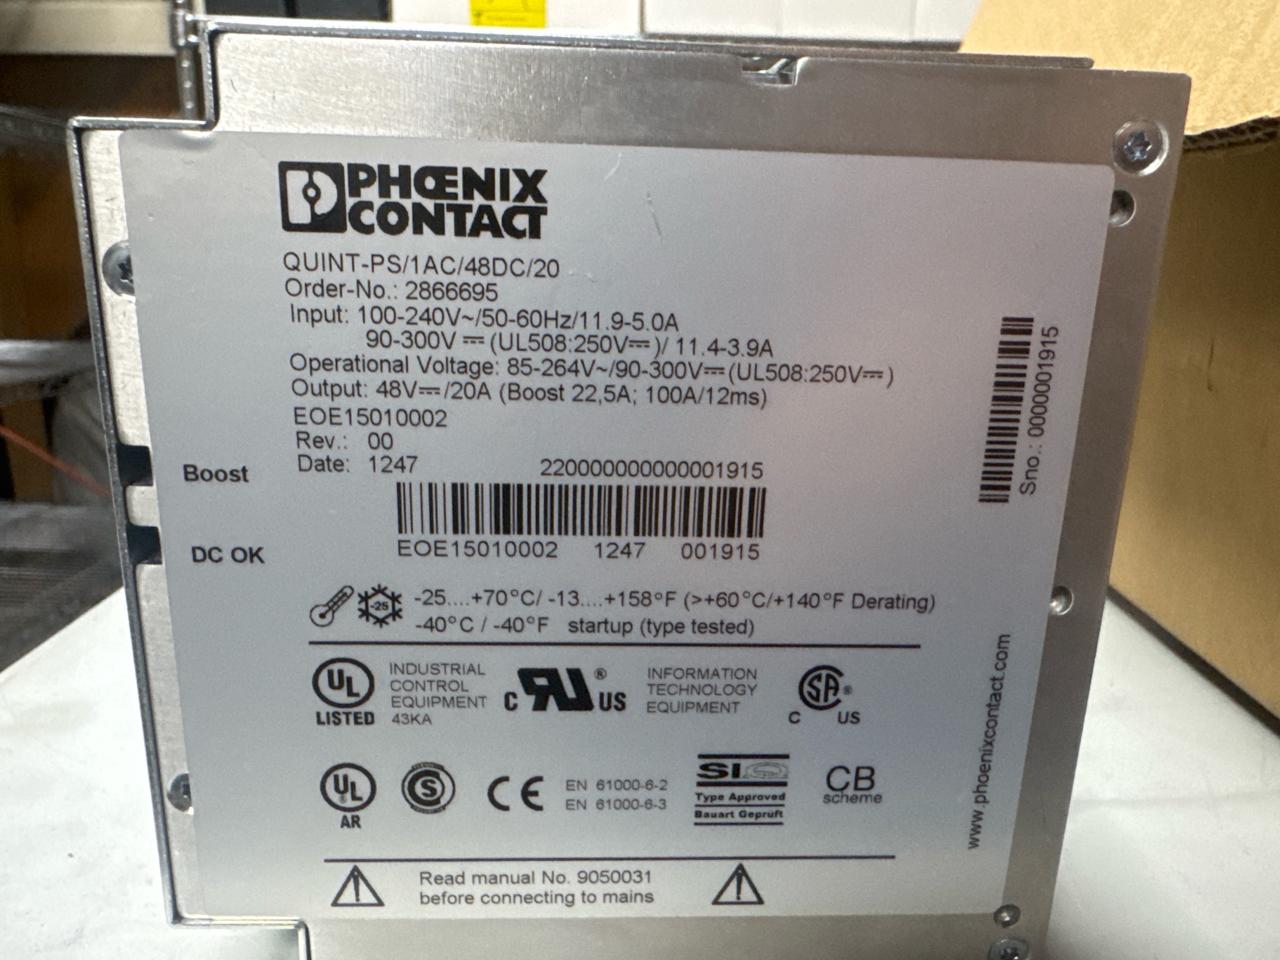 PHŒNIX
CONTACT
QUINT-PS/1AC/48DC/20
Order-No.: 2866695
Input: 100-240V~/50-60Hz/11.9-5.0A
90-300V⎓(UL508:250V⎓)/ 11.4-3.9A
Operational Voltage: 85-264V~/90-300V⎓(UL508:250V⎓)
Output: 48V⎓/20A (Boost 22,5A; 100A/12ms)
EOE15010002
Rev.: 00
Date: 1247
220000000000001915
EOE15010002 1247 001915
Boost
DC OK
Sno.: 0000001915
-25
-25....+70°C/ -13....+158°F (>+60°C/+140°F Derating)
-40°C / -40°F startup (type tested)
UL
LISTED
INDUSTRIAL
CONTROL
EQUIPMENT
43KA
C RU® US
INFORMATION
TECHNOLOGY
EQUIPMENT
SA®
C US
UL®
AR
S
CE
EN 61000-6-2
EN 61000-6-3
SIQ
Type Approved
Bauart Gepruft
CB
scheme
www.phoenixcontact.com
Read manual No. 9050031
before connecting to mains